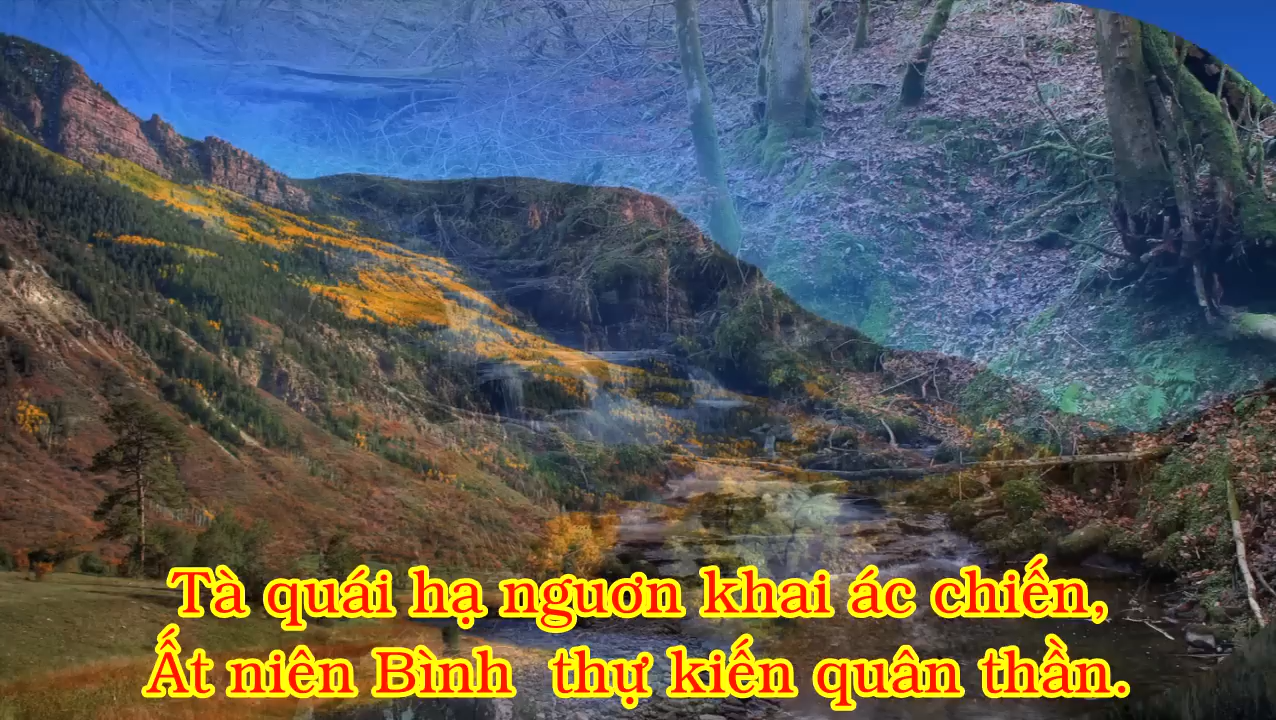 Tà quái hạ nguơn khai ác chiến,
Ất niên Bình thự kiến quân thần.